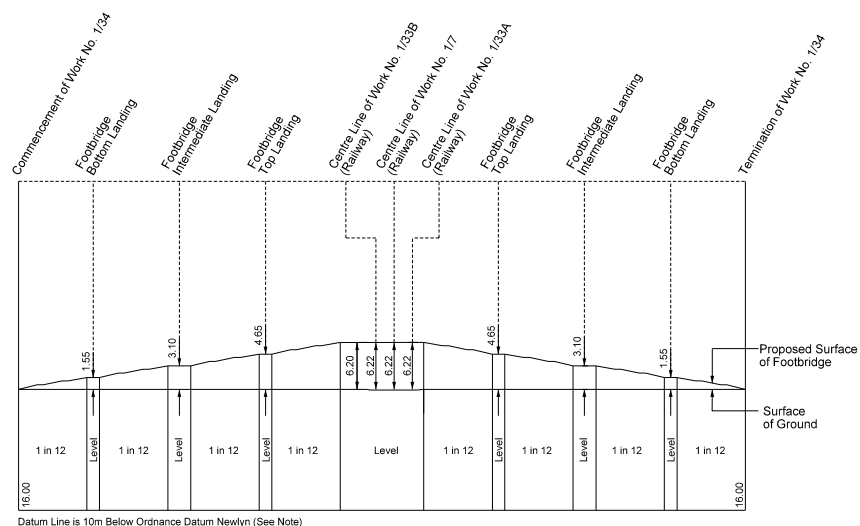 Commencement of Work No. 1/34
Footbridge
Bottom Landing
Footbridge
Intermediate Landing
Footbridge
Top Landing
Centre Line of Work No. 1/33B
(Railway)
Centre Line of Work No. 1/7
(Railway)
Centre Line of Work No. 1/33A
(Railway)
Footbridge
Top Landing
Footbridge
Intermediate Landing
Footbridge
Bottom Landing
Termination of Work No. 1/34
1.55
3.10
4.65
6.20
6.22
6.22
6.22
4.65
3.10
1.55
Proposed Surface
of Footbridge
Surface
of Ground
1 in 12
Level
1 in 12
Level
1 in 12
Level
1 in 12
Level
1 in 12
Level
1 in 12
Level
1 in 12
Level
1 in 12
16.00
16.00
Datum Line is 10m Below Ordnance Datum Newlyn (See Note)